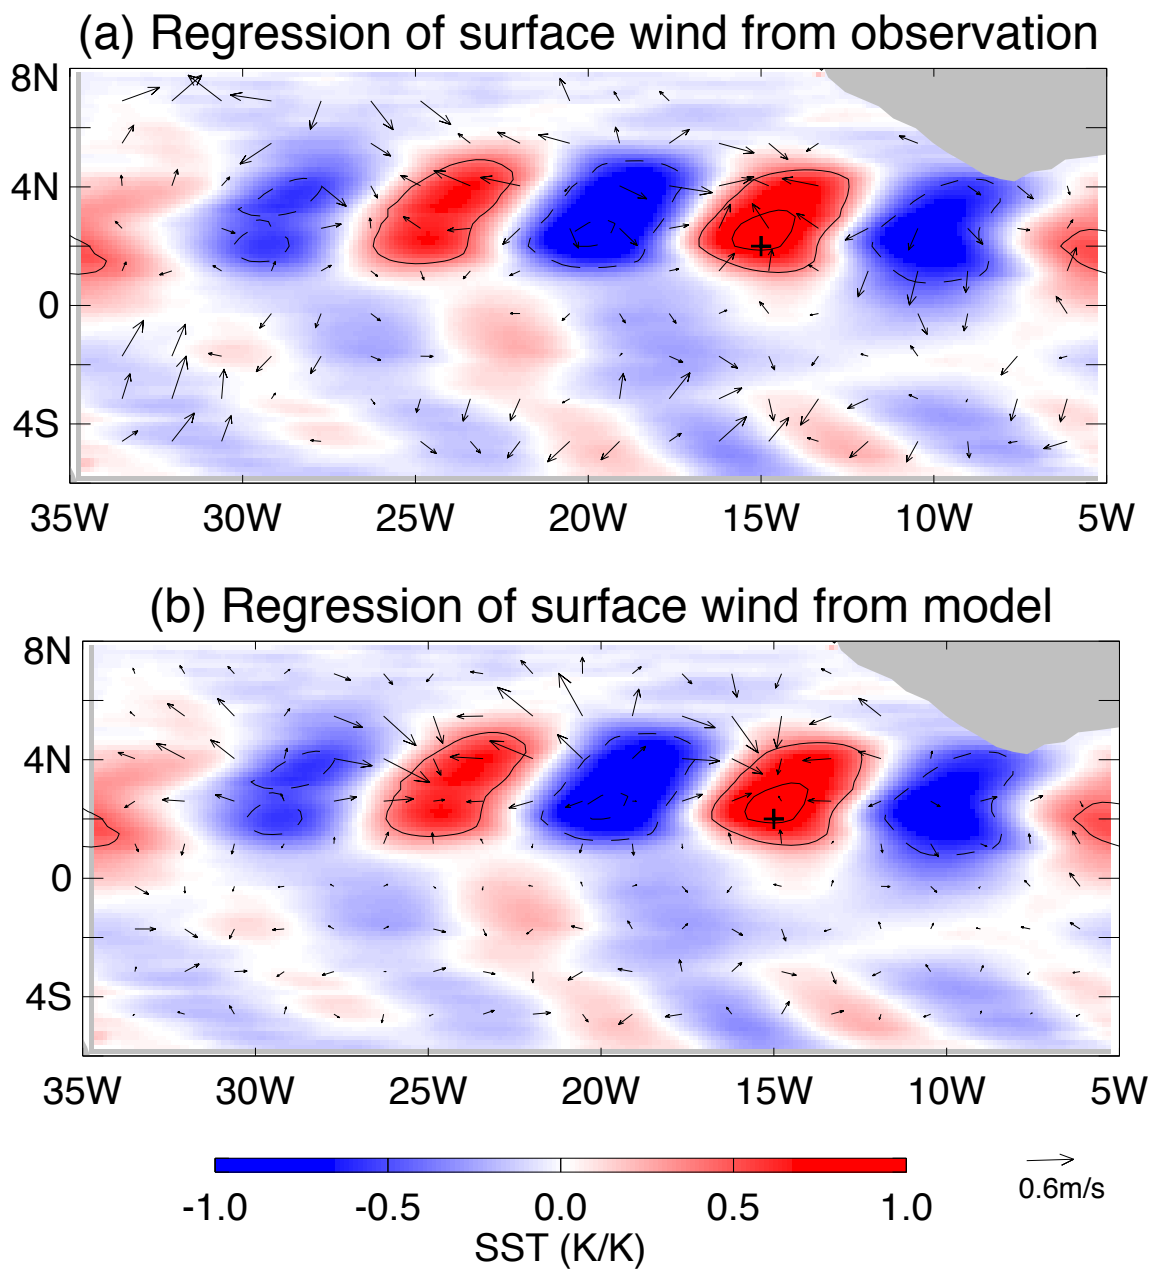 (a) Regression of surface wind from observation
8N
4N
0
4S
35W 30W 25W 20W 15W 10W 5W
(b) Regression of surface wind from model
8N
4N
0
4S
35W 30W 25W 20W 15W 10W 5W
-1.0 -0.5 0.0 0.5 1.0
0.6m/s
SST (K/K)